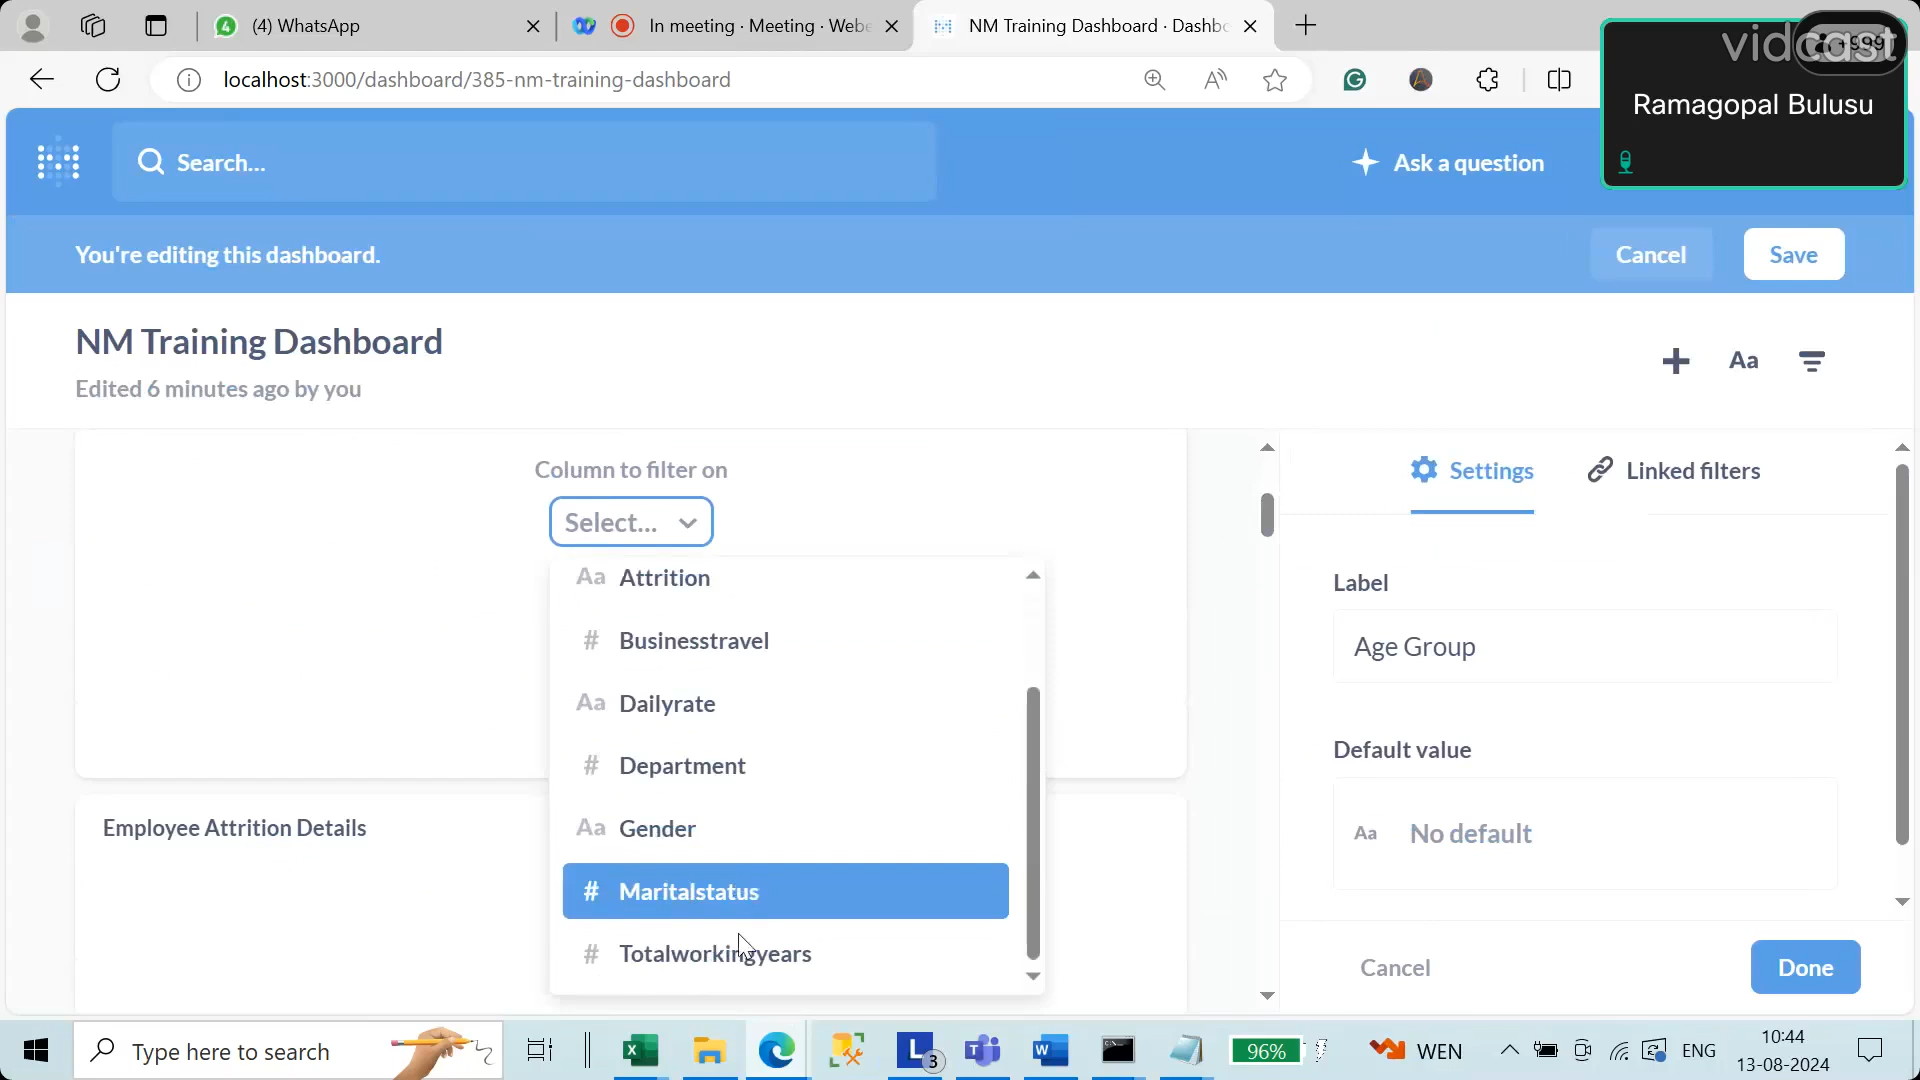 (4) WhatsApp
In meeting · Meeting · Webe
NM Training Dashboard · Dashbo
localhost:3000/dashboard/385-nm-training-dashboard
vidcast
+999
Ramagopal Bulusu
Search...
Ask a question
You're editing this dashboard.
Cancel
Save
NM Training Dashboard
Edited 6 minutes ago by you
Aa
Column to filter on
Select...
Aa Attrition
# Businesstravel
Aa Dailyrate
# Department
Aa Gender
# Maritalstatus
# Totalworkingyears
Employee Attrition Details
Settings
Linked filters
Label
Age Group
Default value
Aa No default
Cancel
Done
Type here to search
3
96%
WEN
ENG
10:44
13-08-2024